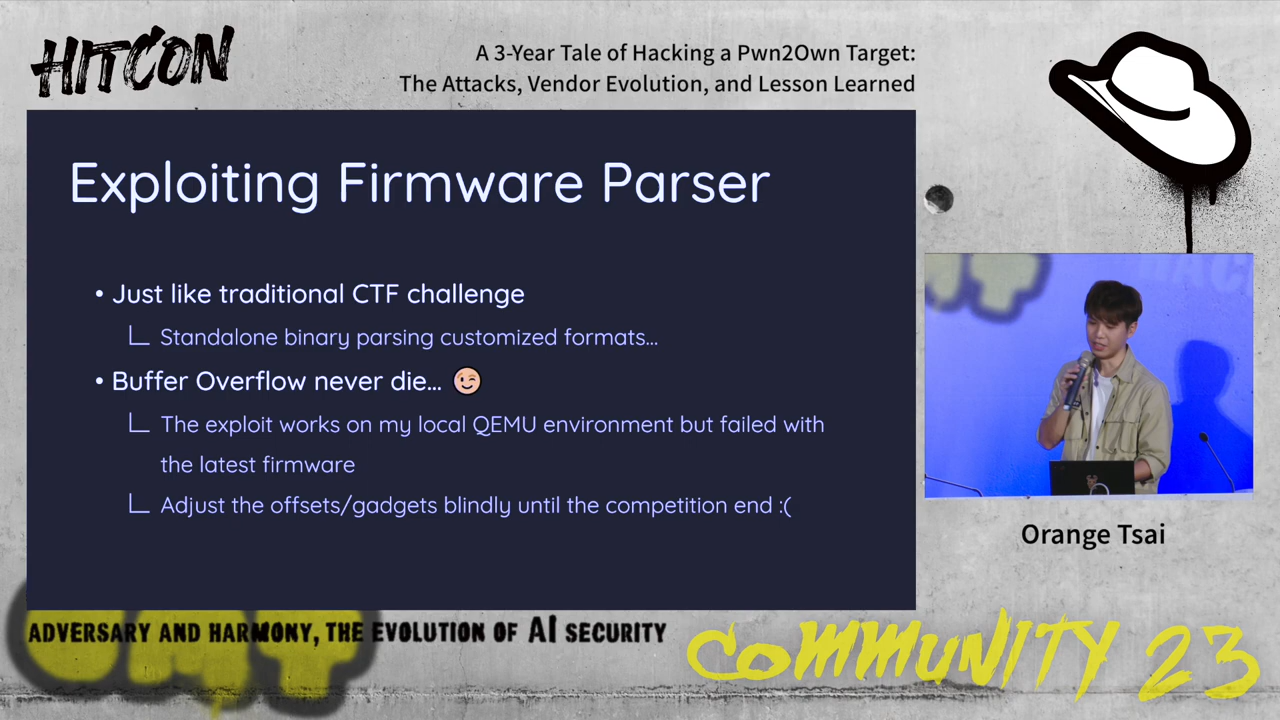 HITCON
A 3-Year Tale of Hacking a Pwn2Own Target:
The Attacks, Vendor Evolution, and Lesson Learned
Exploiting Firmware Parser
• Just like traditional CTF challenge
Standalone binary parsing customized formats...
• Buffer Overflow never die... 😉
The exploit works on my local QEMU environment but failed with
the latest firmware
Adjust the offsets/gadgets blindly until the competition end :(
Orange Tsai
ADVERSARY AND HARMONY, THE EVOLUTION OF AI SECURITY
COMMUNITY 23